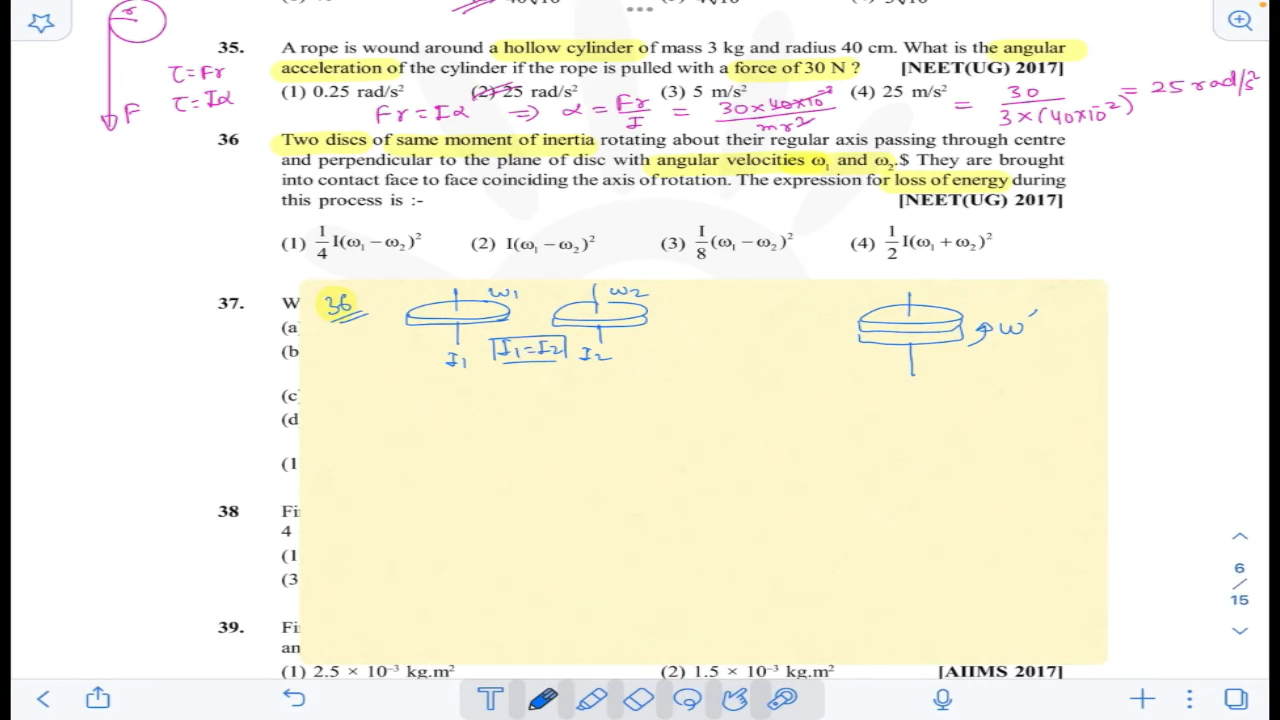 35. A rope is wound around a hollow cylinder of mass 3 kg and radius 40 cm. What is the angular
acceleration of the cylinder if the rope is pulled with a force of 30 N ? [NEET(UG) 2017]
(1) 0.25 rad/s² (2) 25 rad/s² (3) 5 m/s² (4) 25 m/s²
r
F
τ=Fr
τ=Iα
Fr=Iα ⇒ α = Fr/I = 30×40×10⁻²/mr² = 30/3×(40×10⁻²) = 25 rad/s²
36 Two discs of same moment of inertia rotating about their regular axis passing through centre
and perpendicular to the plane of disc with angular velocities ω₁ and ω₂.$ They are brought
into contact face to face coinciding the axis of rotation. The expression for loss of energy during
this process is :- [NEET(UG) 2017]
(1) 1/4 I(ω₁ − ω₂)² (2) I(ω₁ − ω₂)² (3) I/8 (ω₁ − ω₂)² (4) 1/2 I(ω₁ + ω₂)²
37. W
36 ω1 ω2
(a
ω'
(b
I1 I1=I2 I2
(c
(d
(1
38 Fi
4
(1
(3
39. Fi
an
(1) 2.5 × 10⁻³ kg.m² (2) 1.5 × 10⁻³ kg.m² [AIIMS 2017]
6
/
15
T